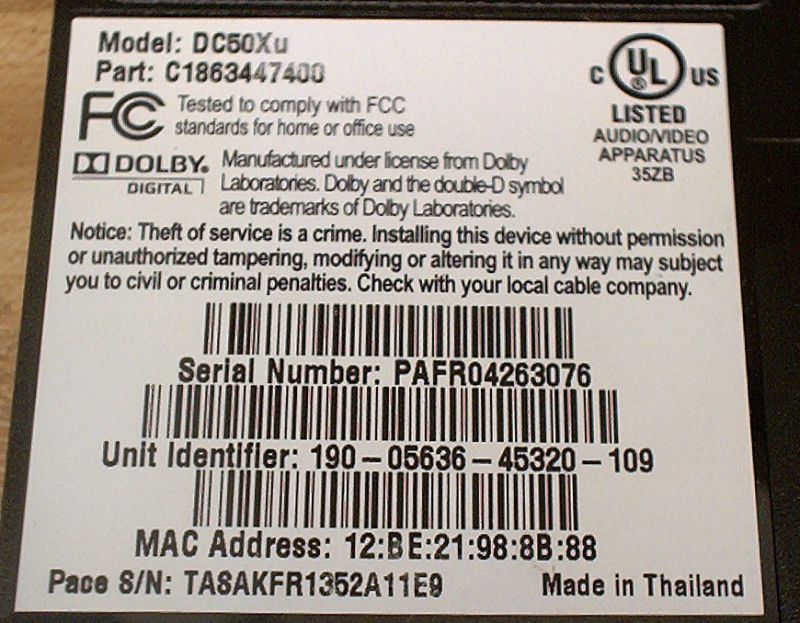 Model: DC50Xu
Part: C1863447400
FC Tested to comply with FCC
standards for home or office use
C UL® US
LISTED
AUDIO/VIDEO
APPARATUS
35ZB
DOLBY® Manufactured under license from Dolby
DIGITAL Laboratories. Dolby and the double-D symbol
are trademarks of Dolby Laboratories.
Notice: Theft of service is a crime. Installing this device without permission
or unauthorized tampering, modifying or altering it in any way may subject
you to civil or criminal penalties. Check with your local cable company.
Serial Number: PAFR04263076
Unit Identifier: 190-05636-45320-109
MAC Address: 12:BE:21:98:8B:88
Pace S/N: TA8AKFR1352A11E9 Made in Thailand